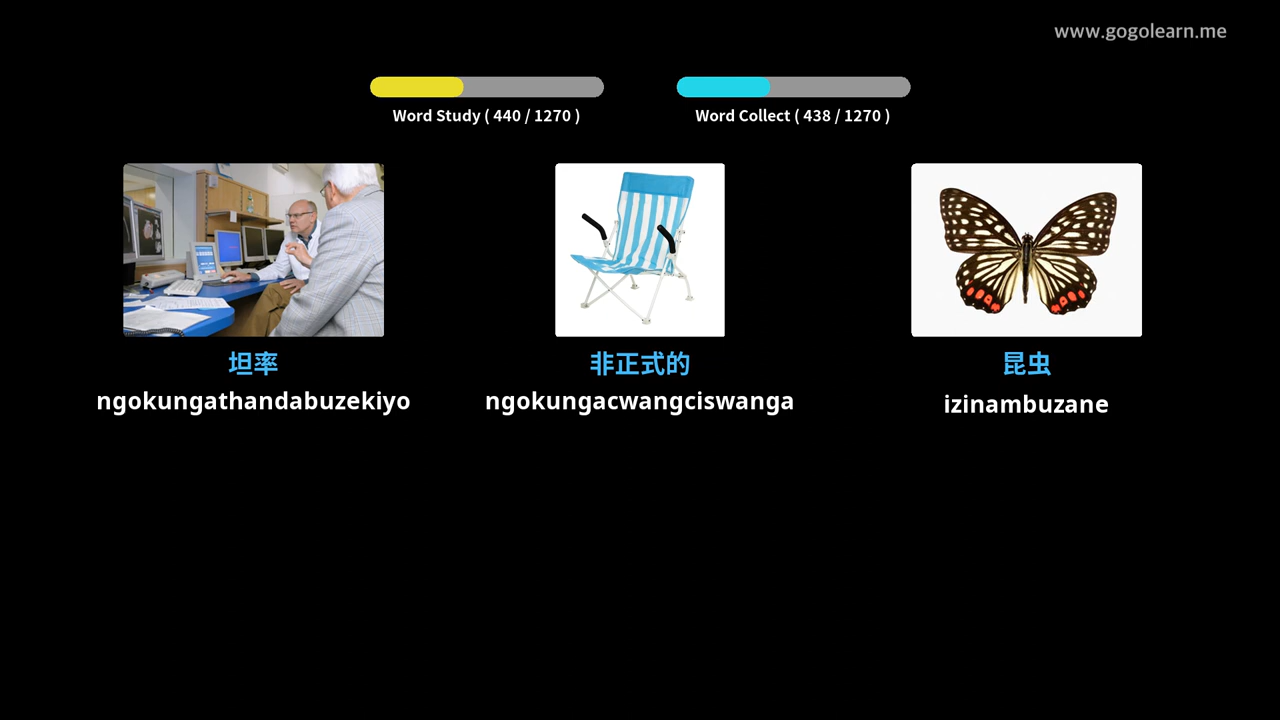 www.gogolearn.me
Word Study ( 440 / 1270 )
Word Collect ( 438 / 1270 )
坦率
非正式的
昆虫
ngokungathandabuzekiyo
ngokungacwangciswanga
izinambuzane